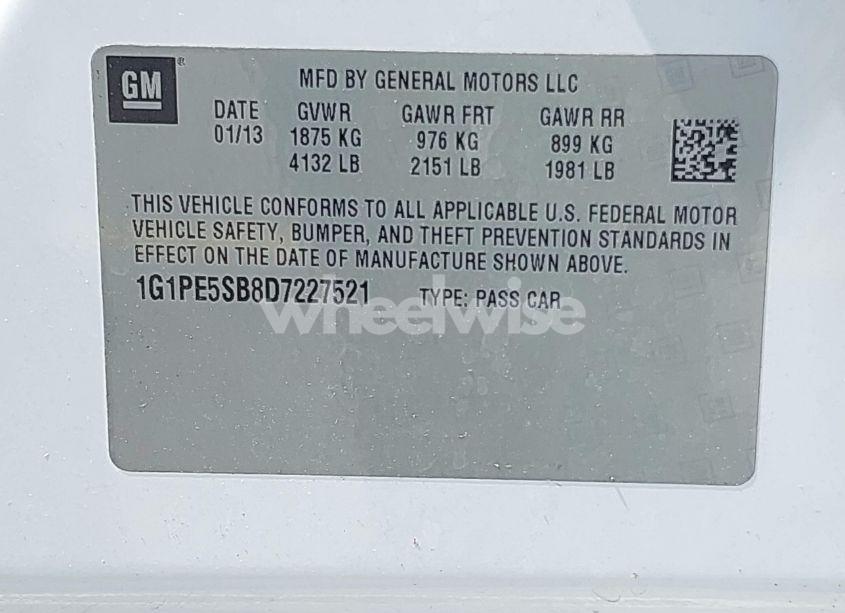 GM®
MFD BY GENERAL MOTORS LLC
DATE GVWR GAWR FRT GAWR RR
01/13 1875 KG 976 KG 899 KG
4132 LB 2151 LB 1981 LB
THIS VEHICLE CONFORMS TO ALL APPLICABLE U.S. FEDERAL MOTOR
VEHICLE SAFETY, BUMPER, AND THEFT PREVENTION STANDARDS IN
EFFECT ON THE DATE OF MANUFACTURE SHOWN ABOVE.
1G1PE5SB8D7227521 TYPE: PASS CAR
wheelwise